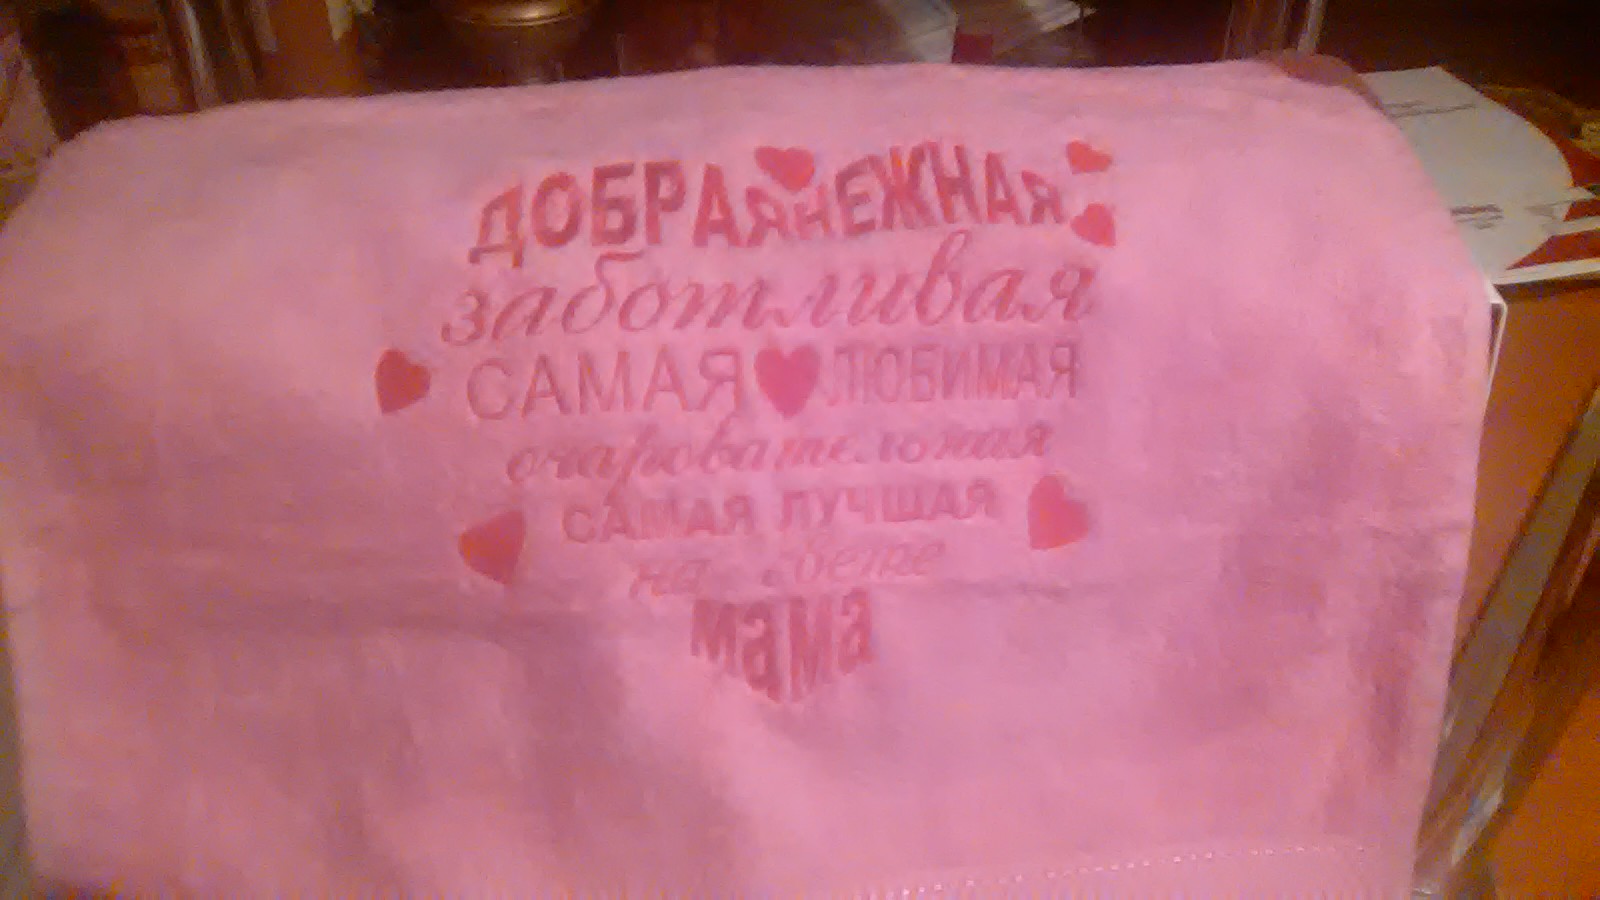 ДОБРАЯ НЕЖНАЯ
заботливая
САМАЯ ЛЮБИМАЯ
очаровательная
САМАЯ ЛУЧШАЯ
на свете
мама